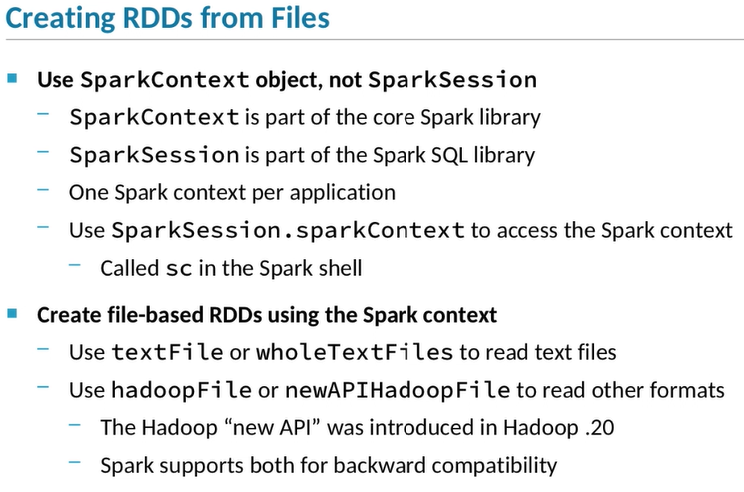 Creating RDDs from Files
Use SparkContext object, not SparkSession
– SparkContext is part of the core Spark library
– SparkSession is part of the Spark SQL library
– One Spark context per application
– Use SparkSession.sparkContext to access the Spark context
– Called sc in the Spark shell
Create file-based RDDs using the Spark context
– Use textFile or wholeTextFiles to read text files
– Use hadoopFile or newAPIHadoopFile to read other formats
– The Hadoop “new API” was introduced in Hadoop .20
– Spark supports both for backward compatibility